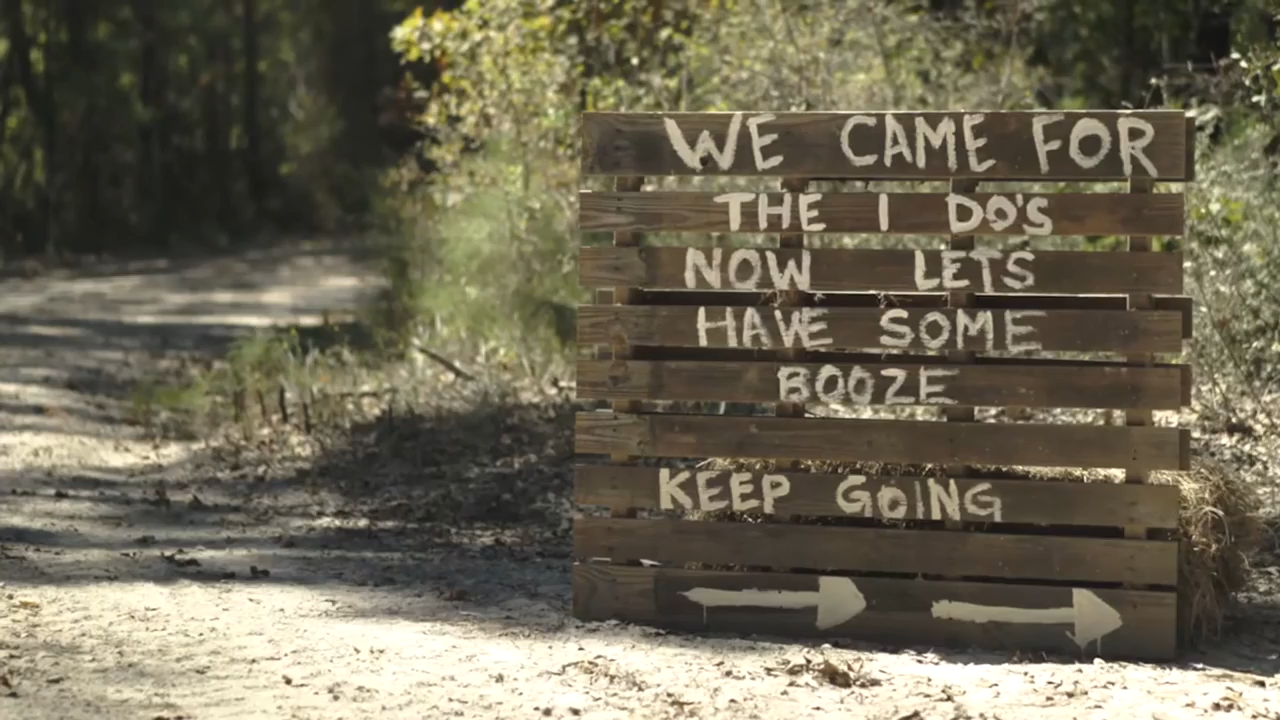 WE CAME FOR
THE I DO'S
NOW LETS
HAVE SOME
BOOZE
KEEP GOING